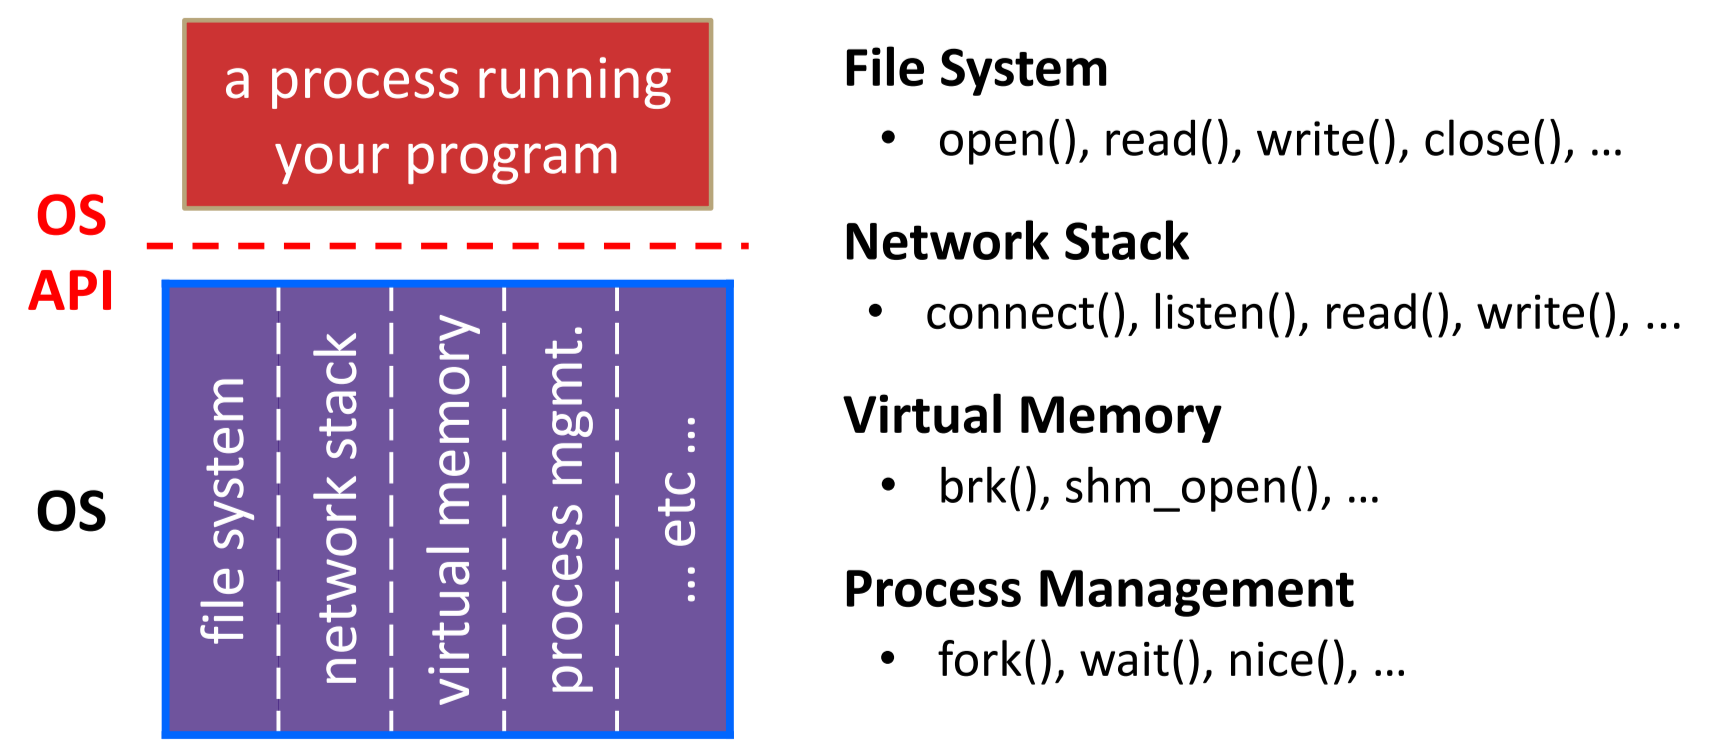 a process running
your program
OS
API
OS
file system
network stack
virtual memory
process mgmt.
... etc ...
File System
• open(), read(), write(), close(), ...
Network Stack
• connect(), listen(), read(), write(), ...
Virtual Memory
• brk(), shm_open(), ...
Process Management
• fork(), wait(), nice(), ...